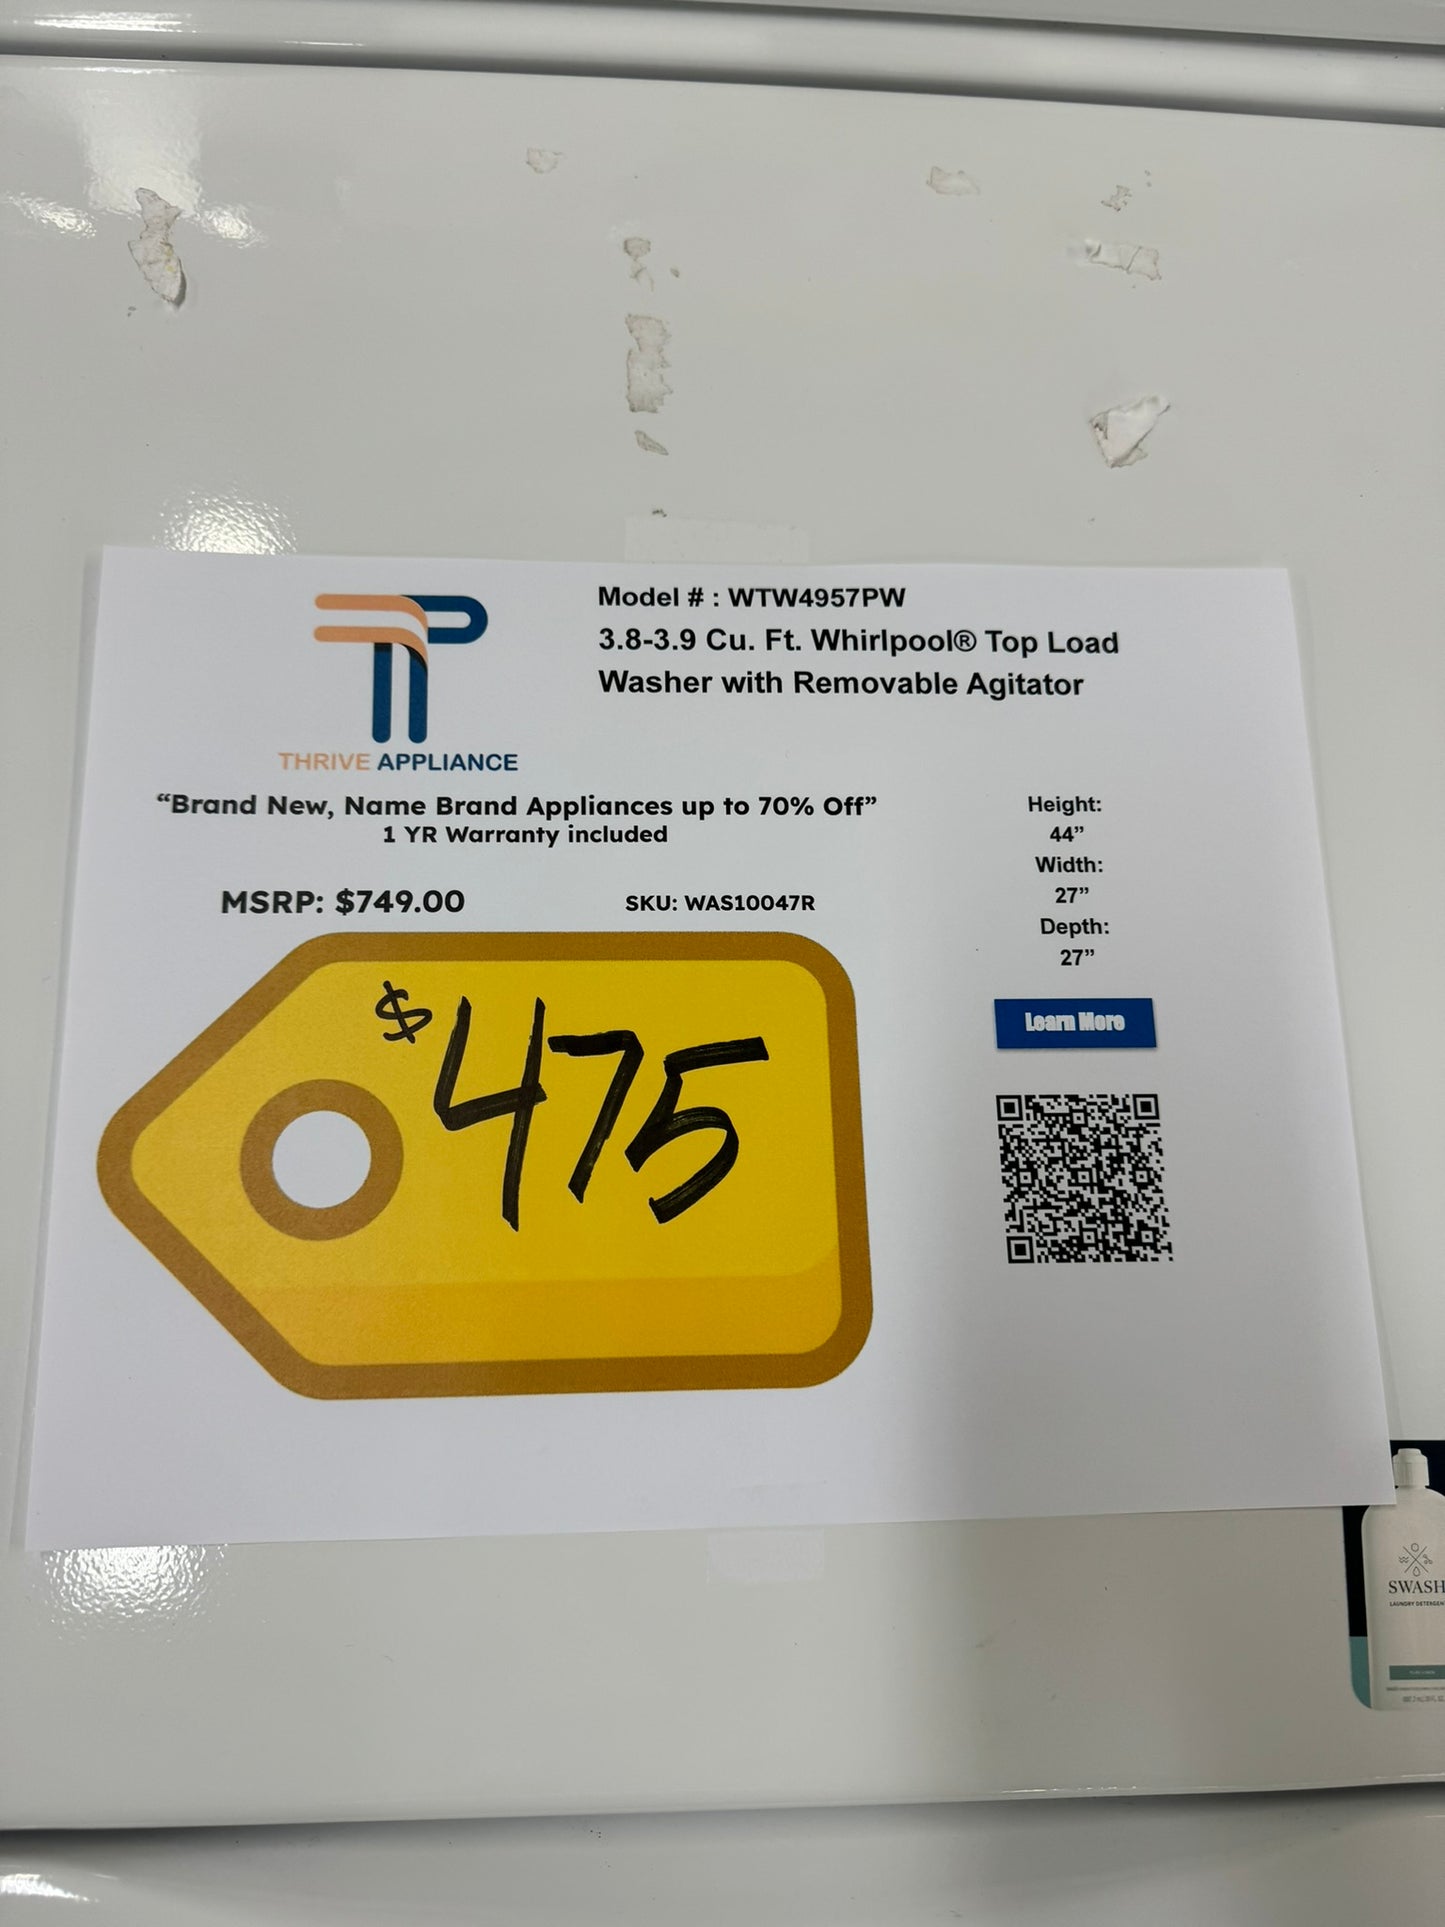 Model # : WTW4957PW
3.8-3.9 Cu. Ft. Whirlpool® Top Load
Washer with Removable Agitator
THRIVE APPLIANCE
“Brand New, Name Brand Appliances up to 70% Off”
1 YR Warranty included
MSRP: $749.00
SKU: WAS10047R
Height:
44”
Width:
27”
Depth:
27”
Learn More
$475
SWASH
LAUNDRY DETERGEN